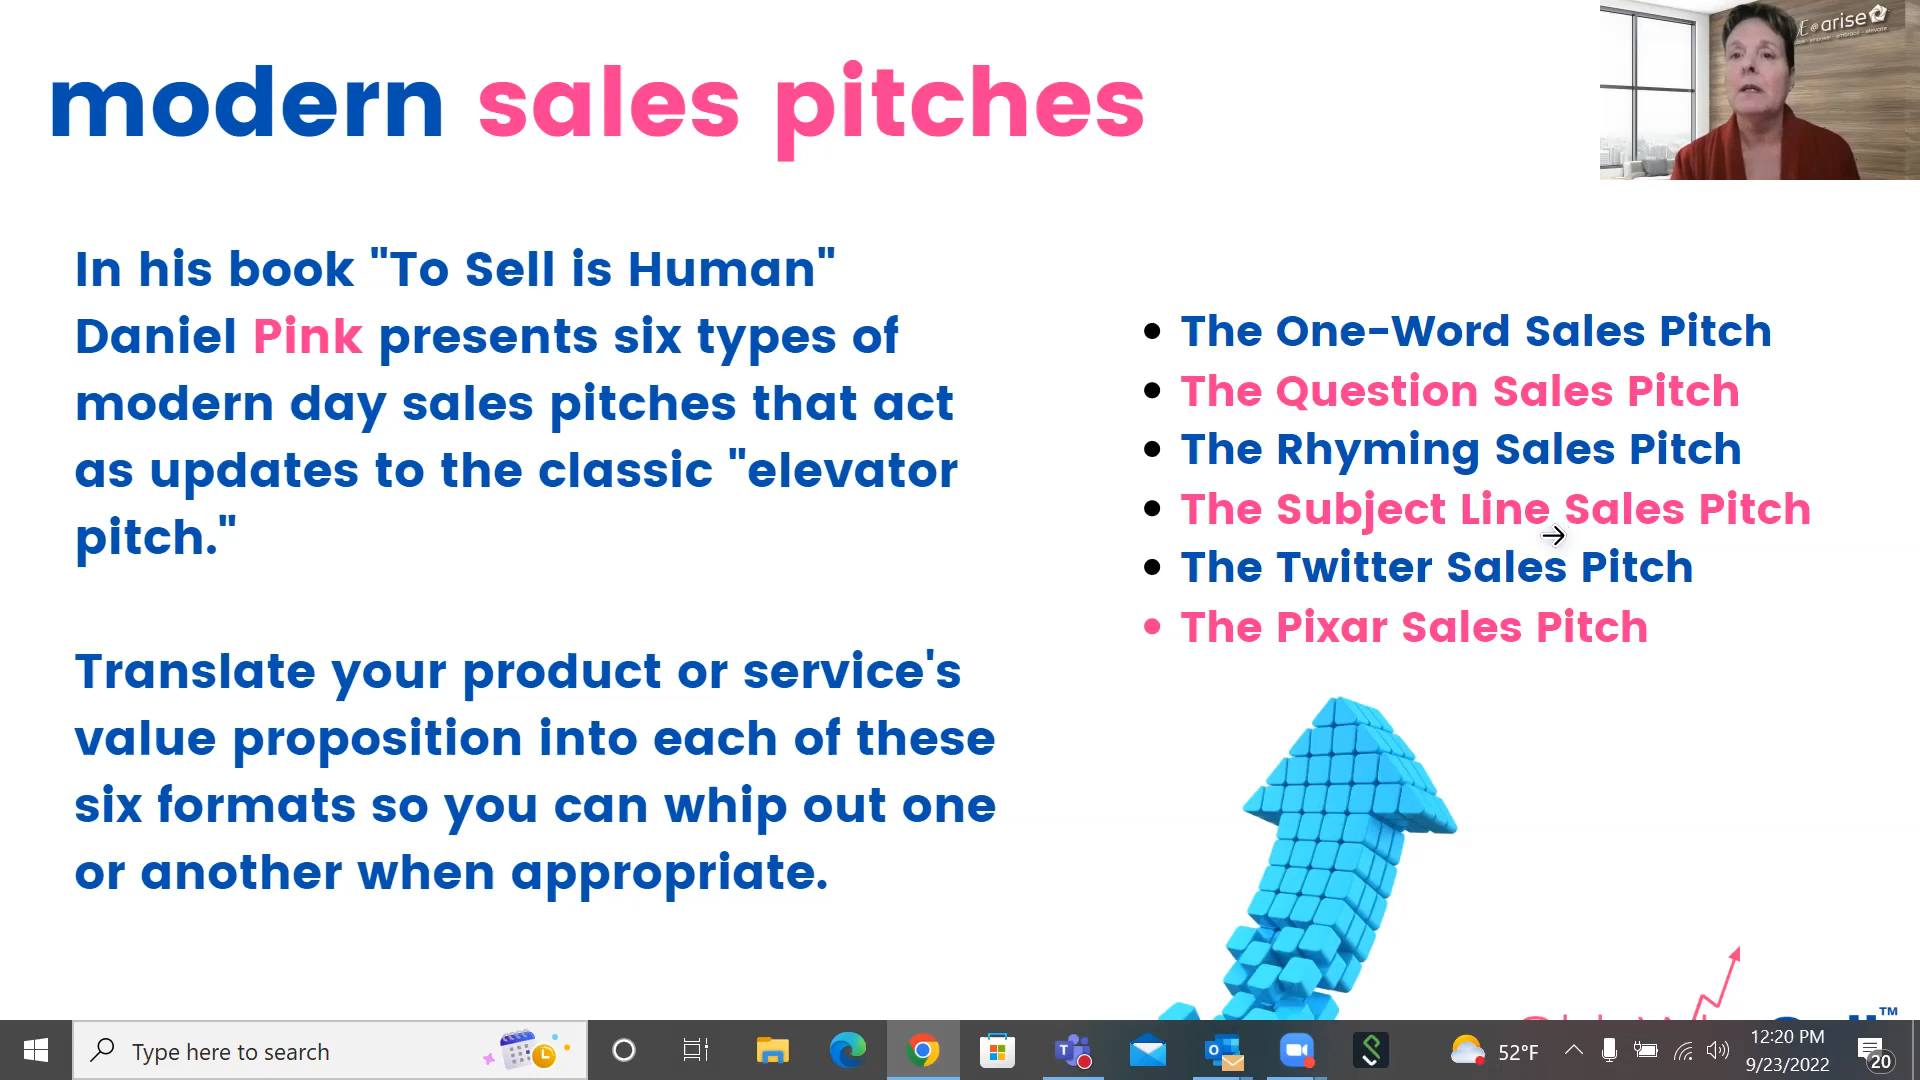 modern sales pitches
arise
In his book "To Sell is Human"
Daniel Pink presents six types of
modern day sales pitches that act
as updates to the classic "elevator
pitch."
Translate your product or service's
value proposition into each of these
six formats so you can whip out one
or another when appropriate.
The One-Word Sales Pitch
The Question Sales Pitch
The Rhyming Sales Pitch
The Subject Line Sales Pitch
The Twitter Sales Pitch
The Pixar Sales Pitch
TM
Type here to search
52°F
12:20 PM
9/23/2022
20